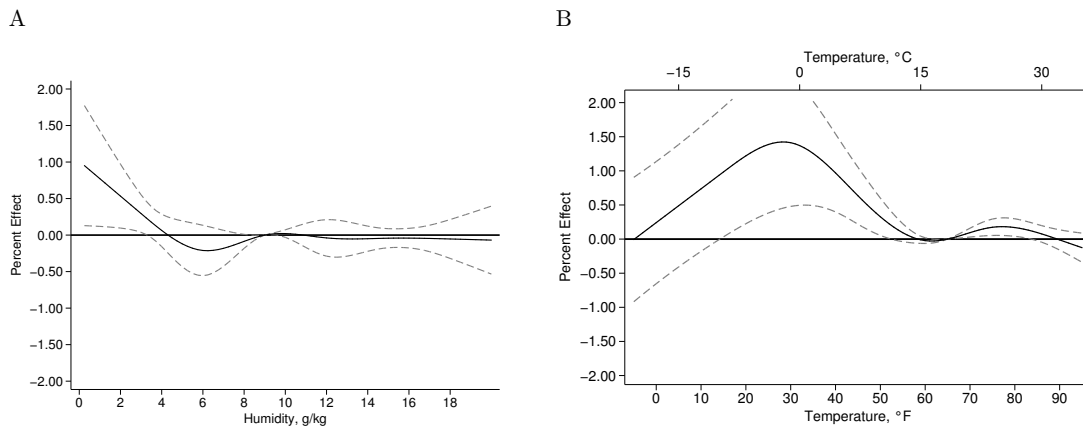 A
2.00
1.50
1.00
0.50
0.00
−0.50
−1.00
−1.50
−2.00
Percent Effect
0 2 4 6 8 10 12 14 16 18
Humidity, g/kg
B
Temperature, °C
−15 0 15 30
2.00
1.50
1.00
0.50
0.00
−0.50
−1.00
−1.50
−2.00
Percent Effect
0 10 20 30 40 50 60 70 80 90
Temperature, °F